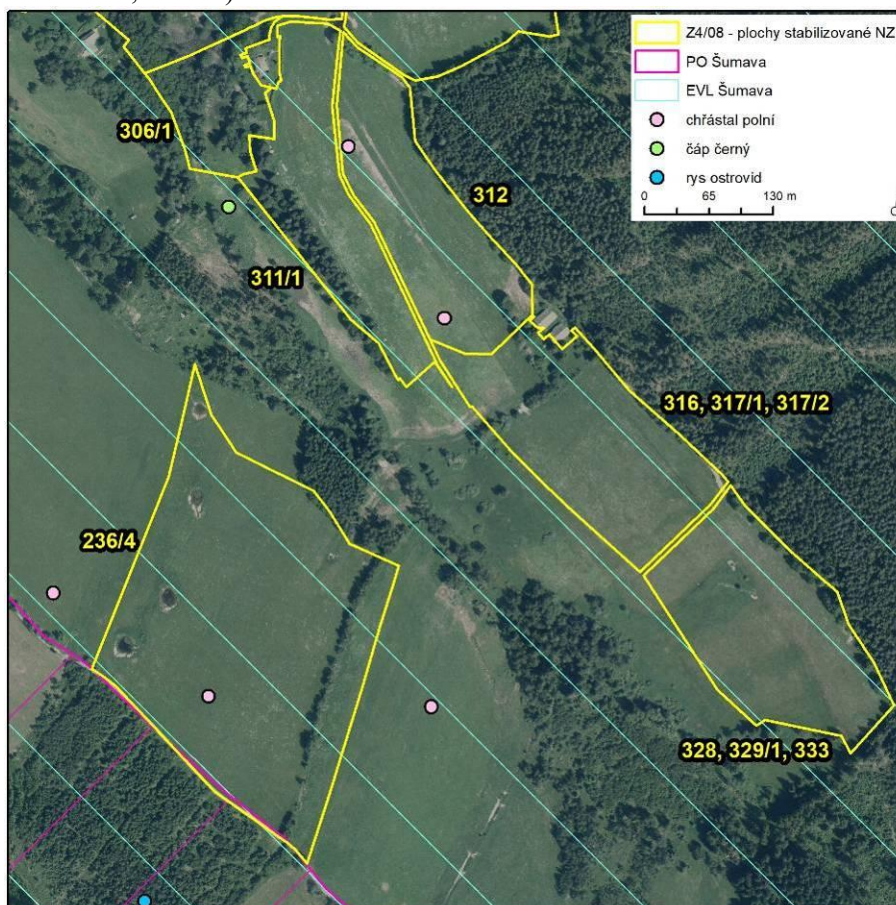 Z4/08 - plochy stabilizované NZ
PO Šumava
EVL Šumava
chřástal polní
čáp černý
rys ostrovid
0 65 130 m
306/1
312
311/1
316, 317/1, 317/2
236/4
328, 329/1, 333